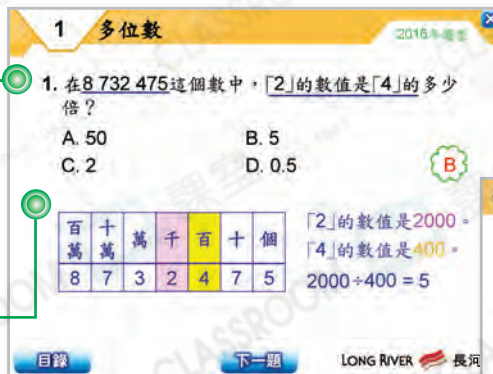 1 多位數
2016年題型
1. 在8 732 475這個數中，「2」的數值是「4」的多少
倍？
A. 50 B. 5
C. 2 D. 0.5
B
百萬 十萬 萬 千 百 十 個
8 7 3 2 4 7 5
「2」的數值是2000。
「4」的數值是400。
2000÷400 = 5
目錄 下一題 LONG RIVER 長河